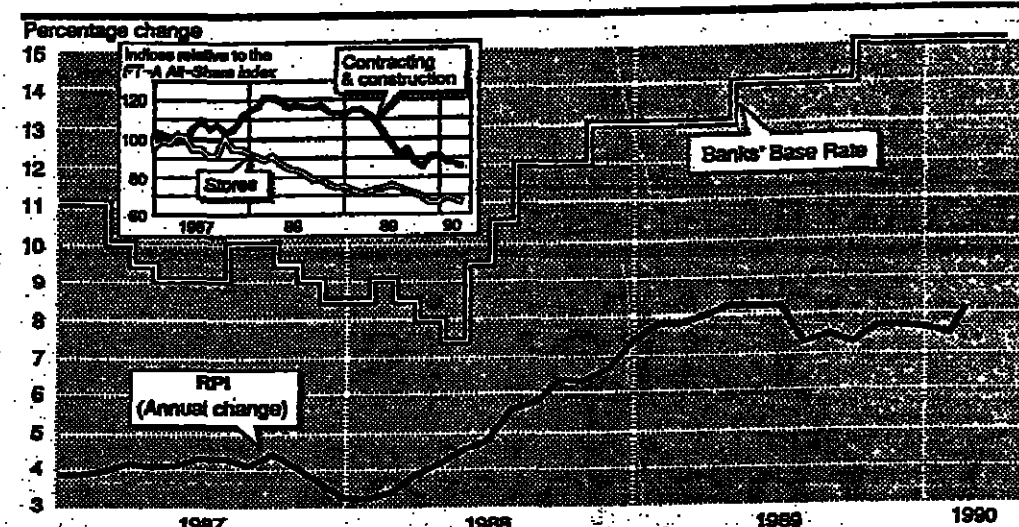 Percentage change
15
14
13
12
11
10
9
8
7
6
5
4
3
Indices relative to the
FT-A All-Share Index
120
100
80
60
Contracting
& construction
Stores
1987
88
89
90
Banks' Base Rate
RPI
(Annual change)
1987
1988
1989
1990